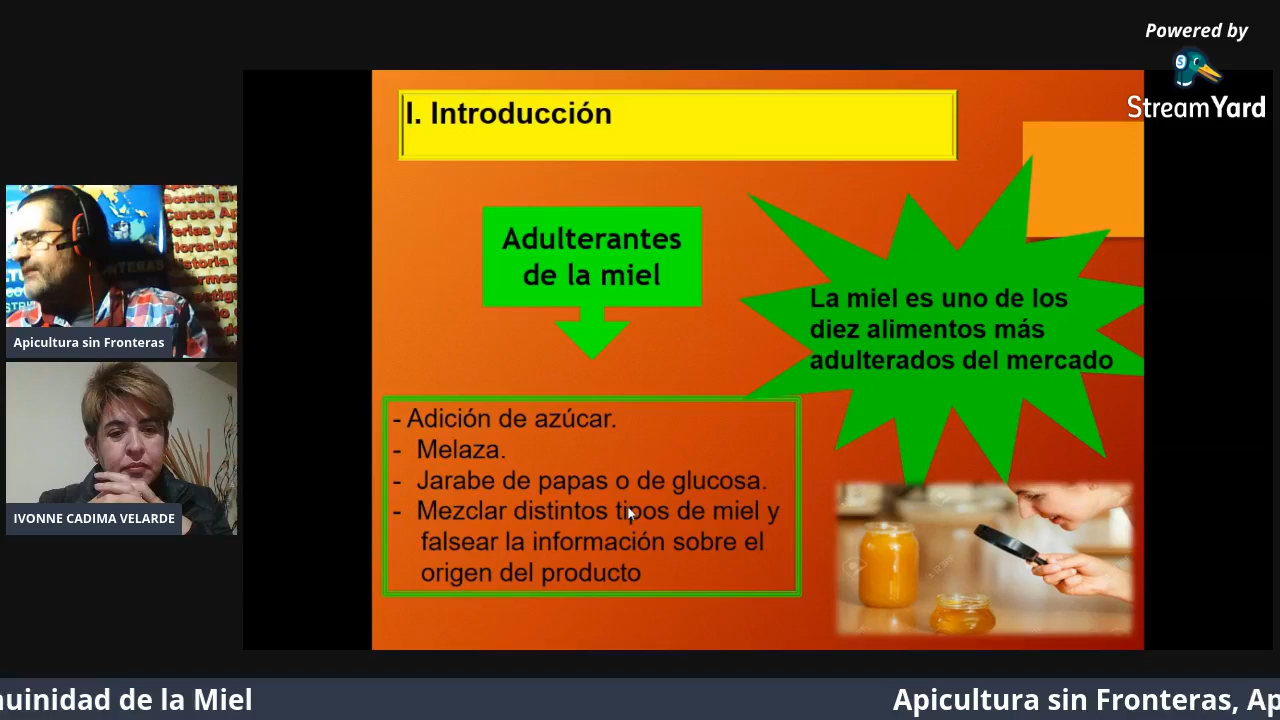 Powered by
StreamYard
I. Introducción
Adulterantes
de la miel
La miel es uno de los
diez alimentos más
adulterados del mercado
- Adición de azúcar.
- Melaza.
- Jarabe de papas o de glucosa.
- Mezclar distintos tipos de miel y
falsear la información sobre el
origen del producto
Apicultura sin Fronteras
IVONNE CADIMA VELARDE
nuinidad de la Miel
Apicultura sin Fronteras, Ap